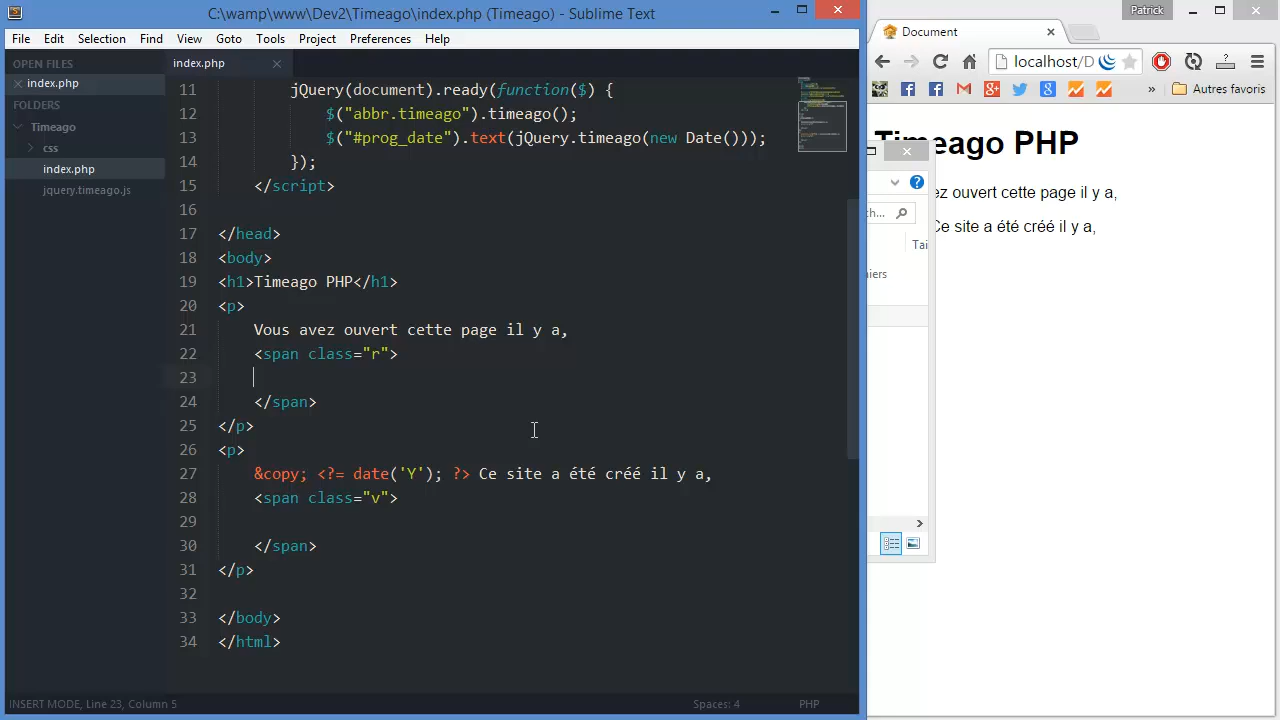 C:\wamp\www\Dev2\Timeago\index.php (Timeago) - Sublime Text
File Edit Selection Find View Goto Tools Project Preferences Help
OPEN FILES
index.php
FOLDERS
Timeago
css
index.php
jquery.timeago.js
index.php
11 jQuery(document).ready(function($) {
12 $("abbr.timeago").timeago();
13 $("#prog_date").text(jQuery.timeago(new Date()));
14 });
15 </script>
16
17 </head>
18 <body>
19 <h1>Timeago PHP</h1>
20 <p>
21 Vous avez ouvert cette page il y a,
22 <span class="r">
23
24 </span>
25 </p>
26 <p>
27 &copy; <?= date('Y'); ?> Ce site a été créé il y a,
28 <span class="v">
29
30 </span>
31 </p>
32
33 </body>
34 </html>
INSERT MODE, Line 23, Column 5
Spaces: 4
PHP
Patrick
Document
localhost/D
» Autres favoris
Timeago PHP
ez ouvert cette page il y a,
Ce site a été créé il y a,
ch...
Tai
iers